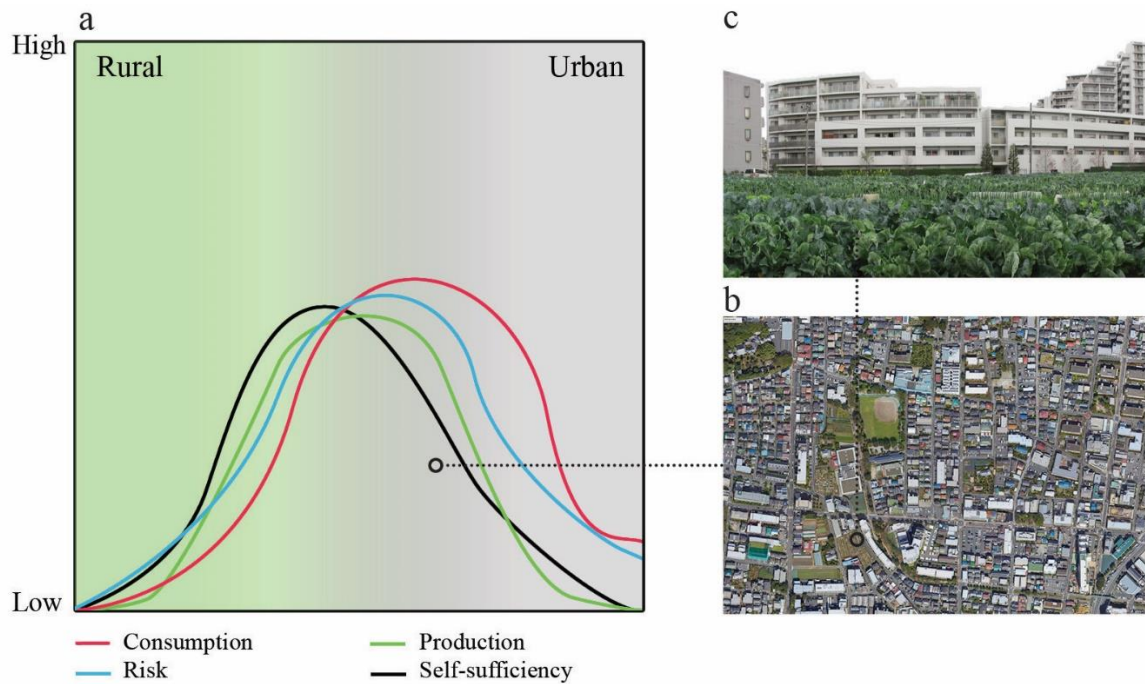 a
High
Rural
Urban
Low
Consumption
Production
Risk
Self-sufficiency
c
b